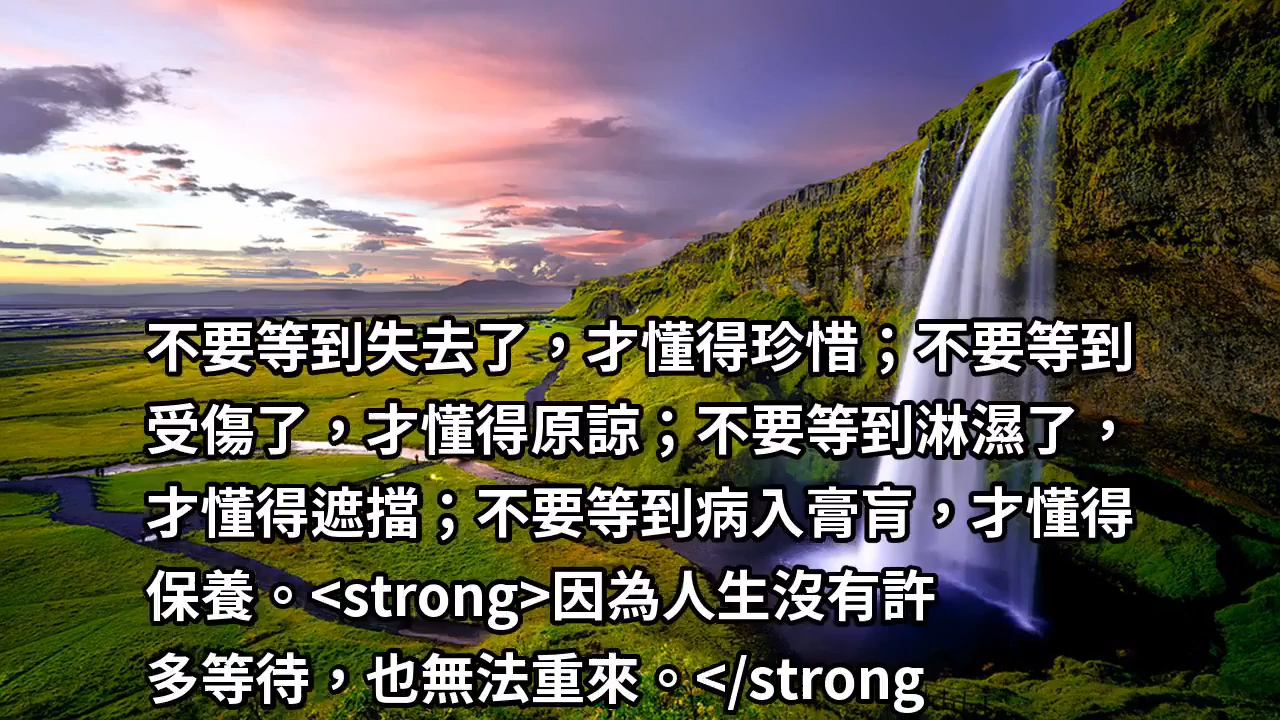 不要等到失去了，才懂得珍惜；不要等到
受傷了，才懂得原諒；不要等到淋濕了，
才懂得遮擋；不要等到病入膏肓，才懂得
保養。<strong>因為人生沒有許
多等待，也無法重來。</strong